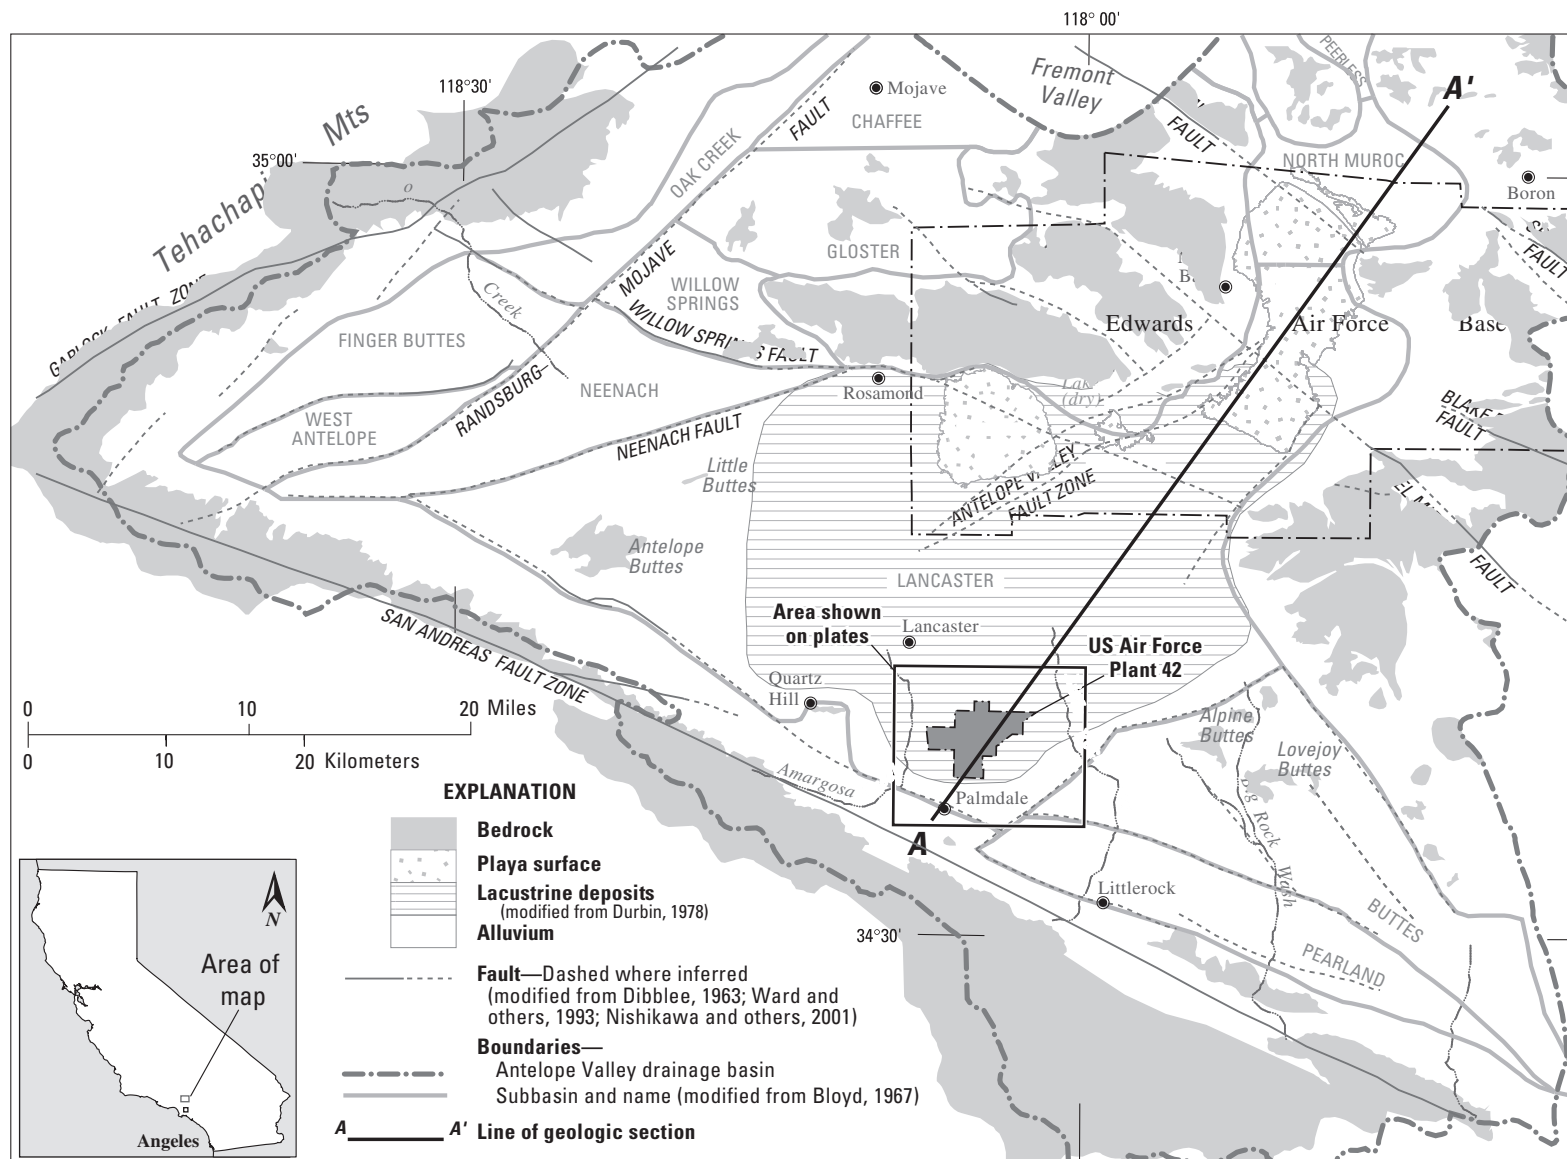 118° 00'
118°30'
35°00'
Tehachapi
Mts
Mojave
CHAFFEE
FAULT
OAK CREEK
Fremont
Valley
FAULT
PEERLESS
A'
NORTH MUROC
Boron
FAULT
GLOSTER
WILLOW
SPRINGS
MOJAVE
WILLOW SPRINGS FAULT
Creek
FINGER BUTTES
GARLOCK FAULT ZONE
Edwards
Air Force
Base
Rosamond
NEENACH
RANDSBURG
WEST
ANTELOPE
NEENACH FAULT
(dry)
Little
Buttes
ANTELOPE VALLEY
FAULT ZONE
FAULT
FAULT
Antelope
Buttes
LANCASTER
Area shown
on plates
Lancaster
US Air Force
Plant 42
SAN ANDREAS FAULT ZONE
Quartz
Hill
Alpine
Buttes
Lovejoy
Buttes
Amargosa
Palmdale
A
Rock
Wash
Littlerock
BUTTES
PEARLAND
34°30'
0 10 20 Miles
0 10 20 Kilometers
EXPLANATION
Bedrock
Playa surface
Lacustrine deposits
(modified from Durbin, 1978)
Alluvium
Fault—Dashed where inferred
(modified from Dibblee, 1963; Ward and
others, 1993; Nishikawa and others, 2001)
Boundaries—
Antelope Valley drainage basin
Subbasin and name (modified from Bloyd, 1967)
A A' Line of geologic section
N
Area of
map
Angeles